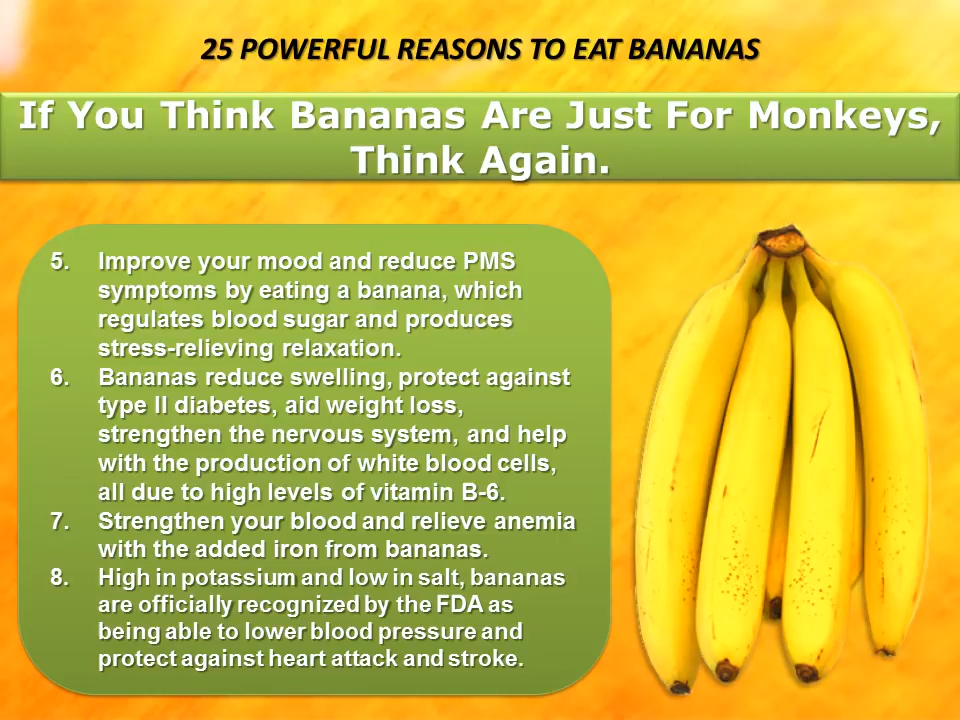 25 POWERFUL REASONS TO EAT BANANAS
If You Think Bananas Are Just For Monkeys,
Think Again.
5. Improve your mood and reduce PMS
symptoms by eating a banana, which
regulates blood sugar and produces
stress-relieving relaxation.
6. Bananas reduce swelling, protect against
type II diabetes, aid weight loss,
strengthen the nervous system, and help
with the production of white blood cells,
all due to high levels of vitamin B-6.
7. Strengthen your blood and relieve anemia
with the added iron from bananas.
8. High in potassium and low in salt, bananas
are officially recognized by the FDA as
being able to lower blood pressure and
protect against heart attack and stroke.